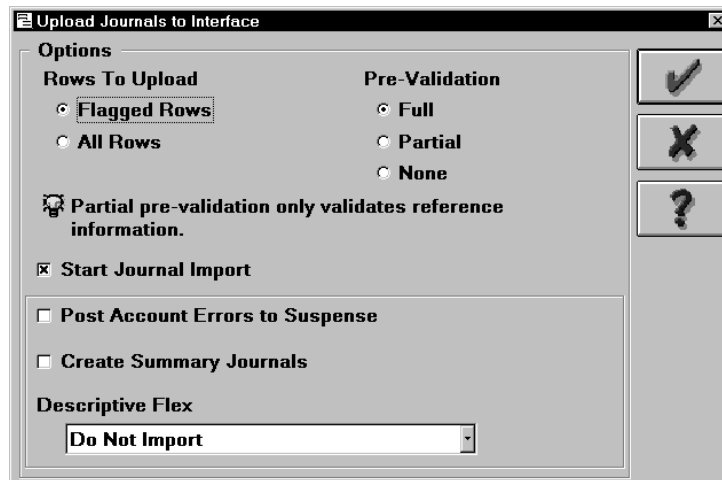 Upload Journals to Interface
Options
Rows To Upload
Flagged Rows
All Rows
Pre-Validation
Full
Partial
None
Partial pre-validation only validates reference
information.
Start Journal Import
Post Account Errors to Suspense
Create Summary Journals
Descriptive Flex
Do Not Import
?